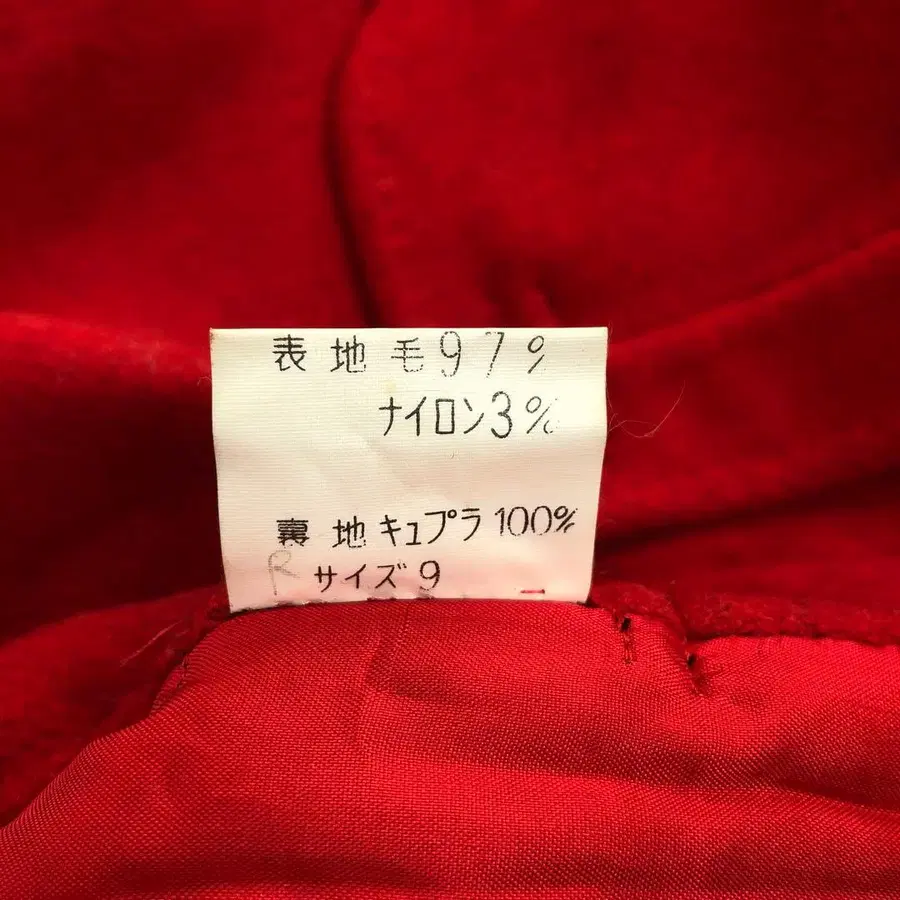 表地 毛97%
ナイロン3%
裏地 キュプラ100%
R サイズ9